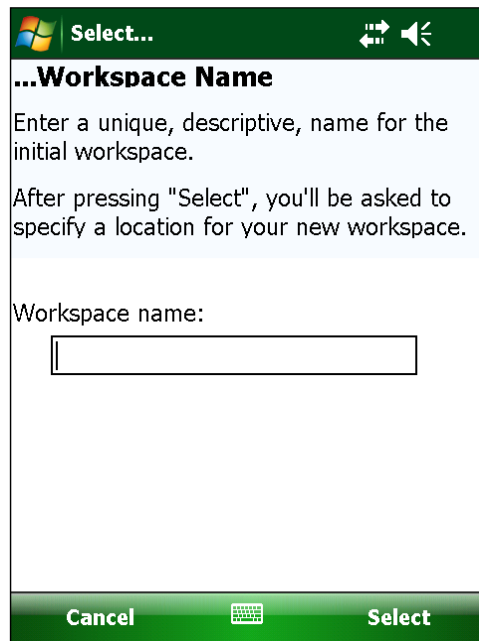 Select...
...Workspace Name
Enter a unique, descriptive, name for the
initial workspace.
After pressing "Select", you'll be asked to
specify a location for your new workspace.
Workspace name:
Cancel
Select